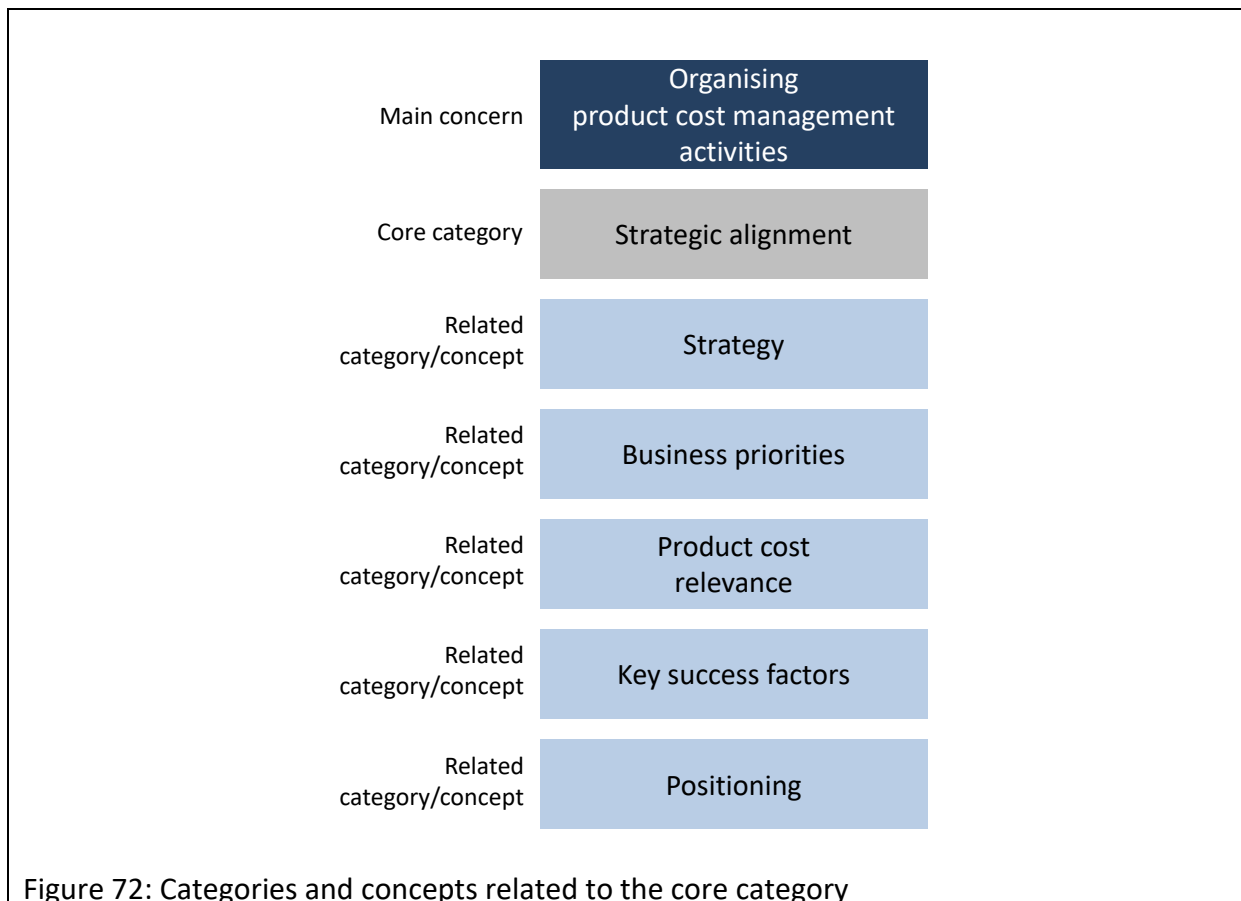 Main concern
Organising
product cost management
activities
Core category
Strategic alignment
Related
category/concept
Strategy
Related
category/concept
Business priorities
Related
category/concept
Product cost
relevance
Related
category/concept
Key success factors
Related
category/concept
Positioning
Figure 72: Categories and concepts related to the core category